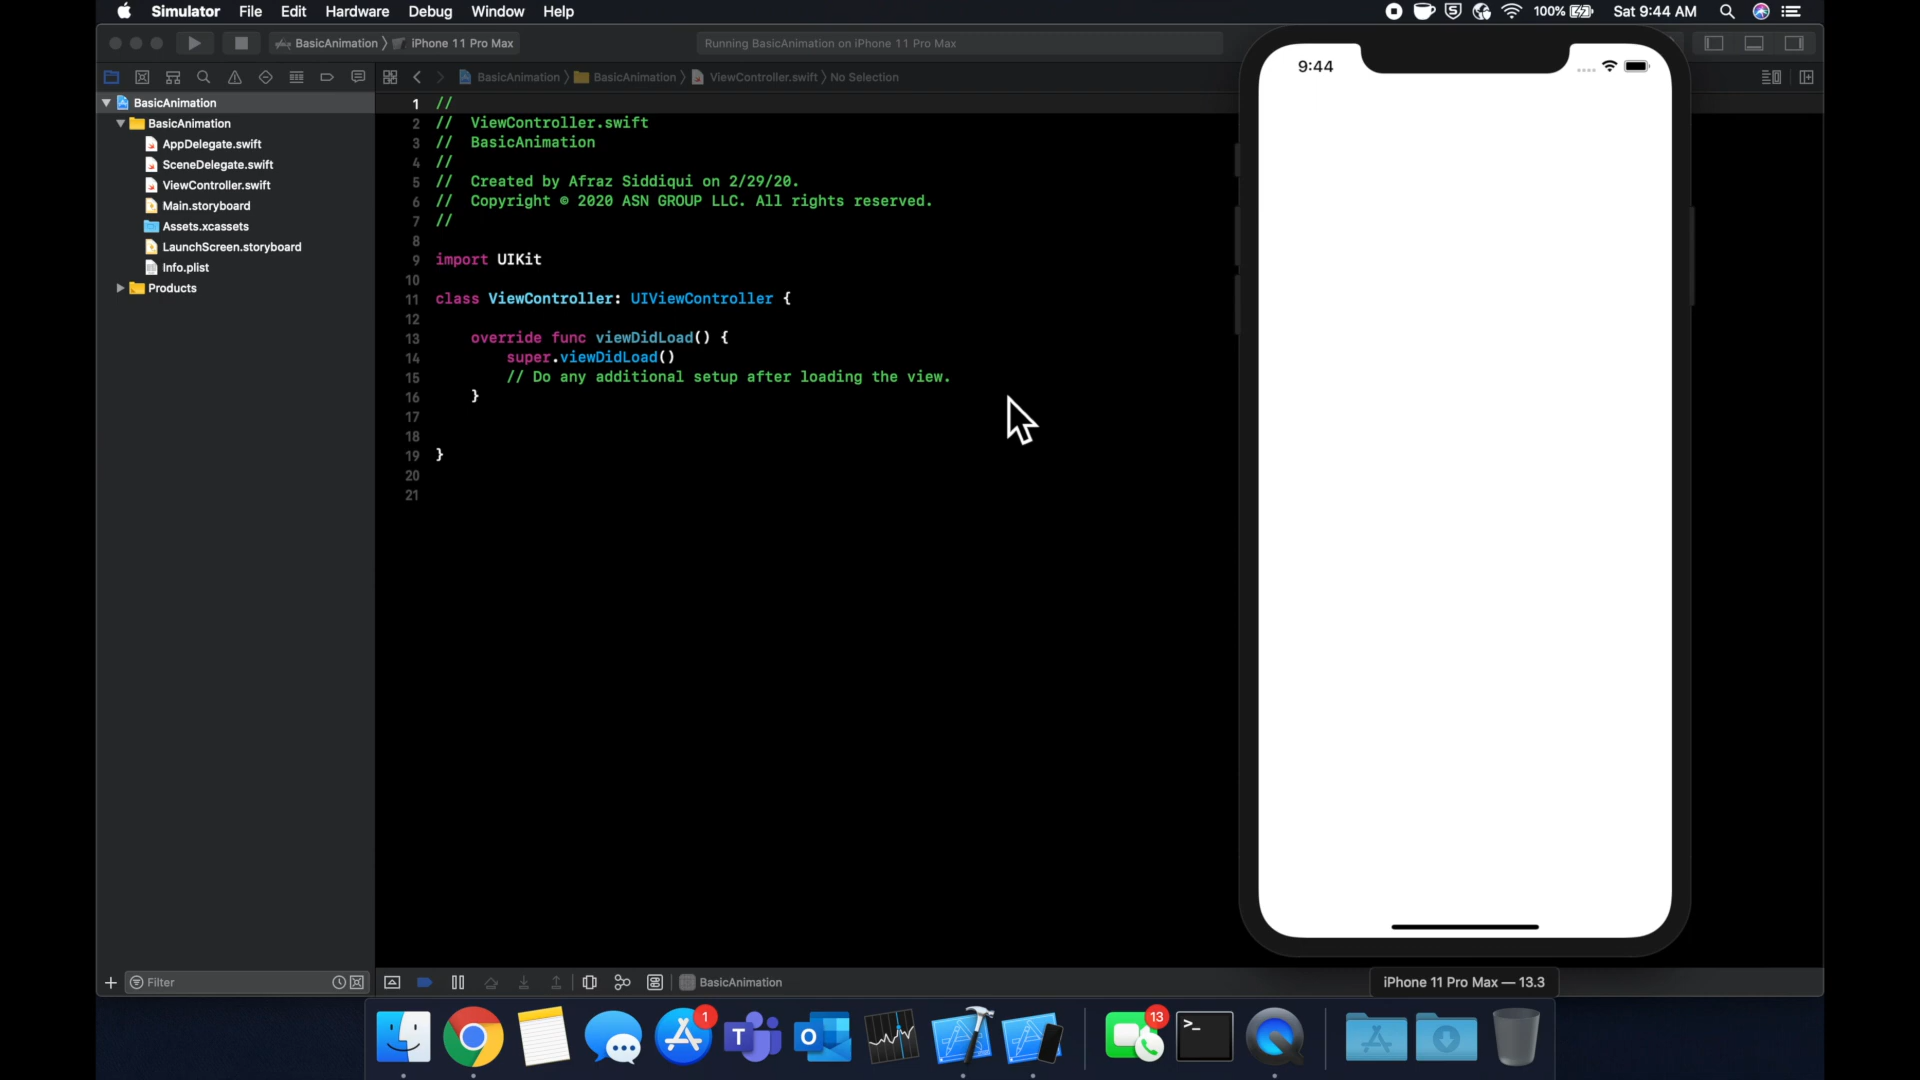 Simulator File Edit Hardware Debug Window Help
100% Sat 9:44 AM
BasicAnimation iPhone 11 Pro Max
Running BasicAnimation on iPhone 11 Pro Max
BasicAnimation BasicAnimation ViewController.swift No Selection
BasicAnimation
BasicAnimation
AppDelegate.swift
SceneDelegate.swift
ViewController.swift
Main.storyboard
Assets.xcassets
LaunchScreen.storyboard
Info.plist
Products
1 //
2 // ViewController.swift
3 // BasicAnimation
4 //
5 // Created by Afraz Siddiqui on 2/29/20.
6 // Copyright © 2020 ASN GROUP LLC. All rights reserved.
7 //
8
9 import UIKit
10
11 class ViewController: UIViewController {
12
13 override func viewDidLoad() {
14 super.viewDidLoad()
15 // Do any additional setup after loading the view.
16 }
17
18
19 }
20
21
9:44
Filter
BasicAnimation
iPhone 11 Pro Max — 13.3
1
T
O
13
>_